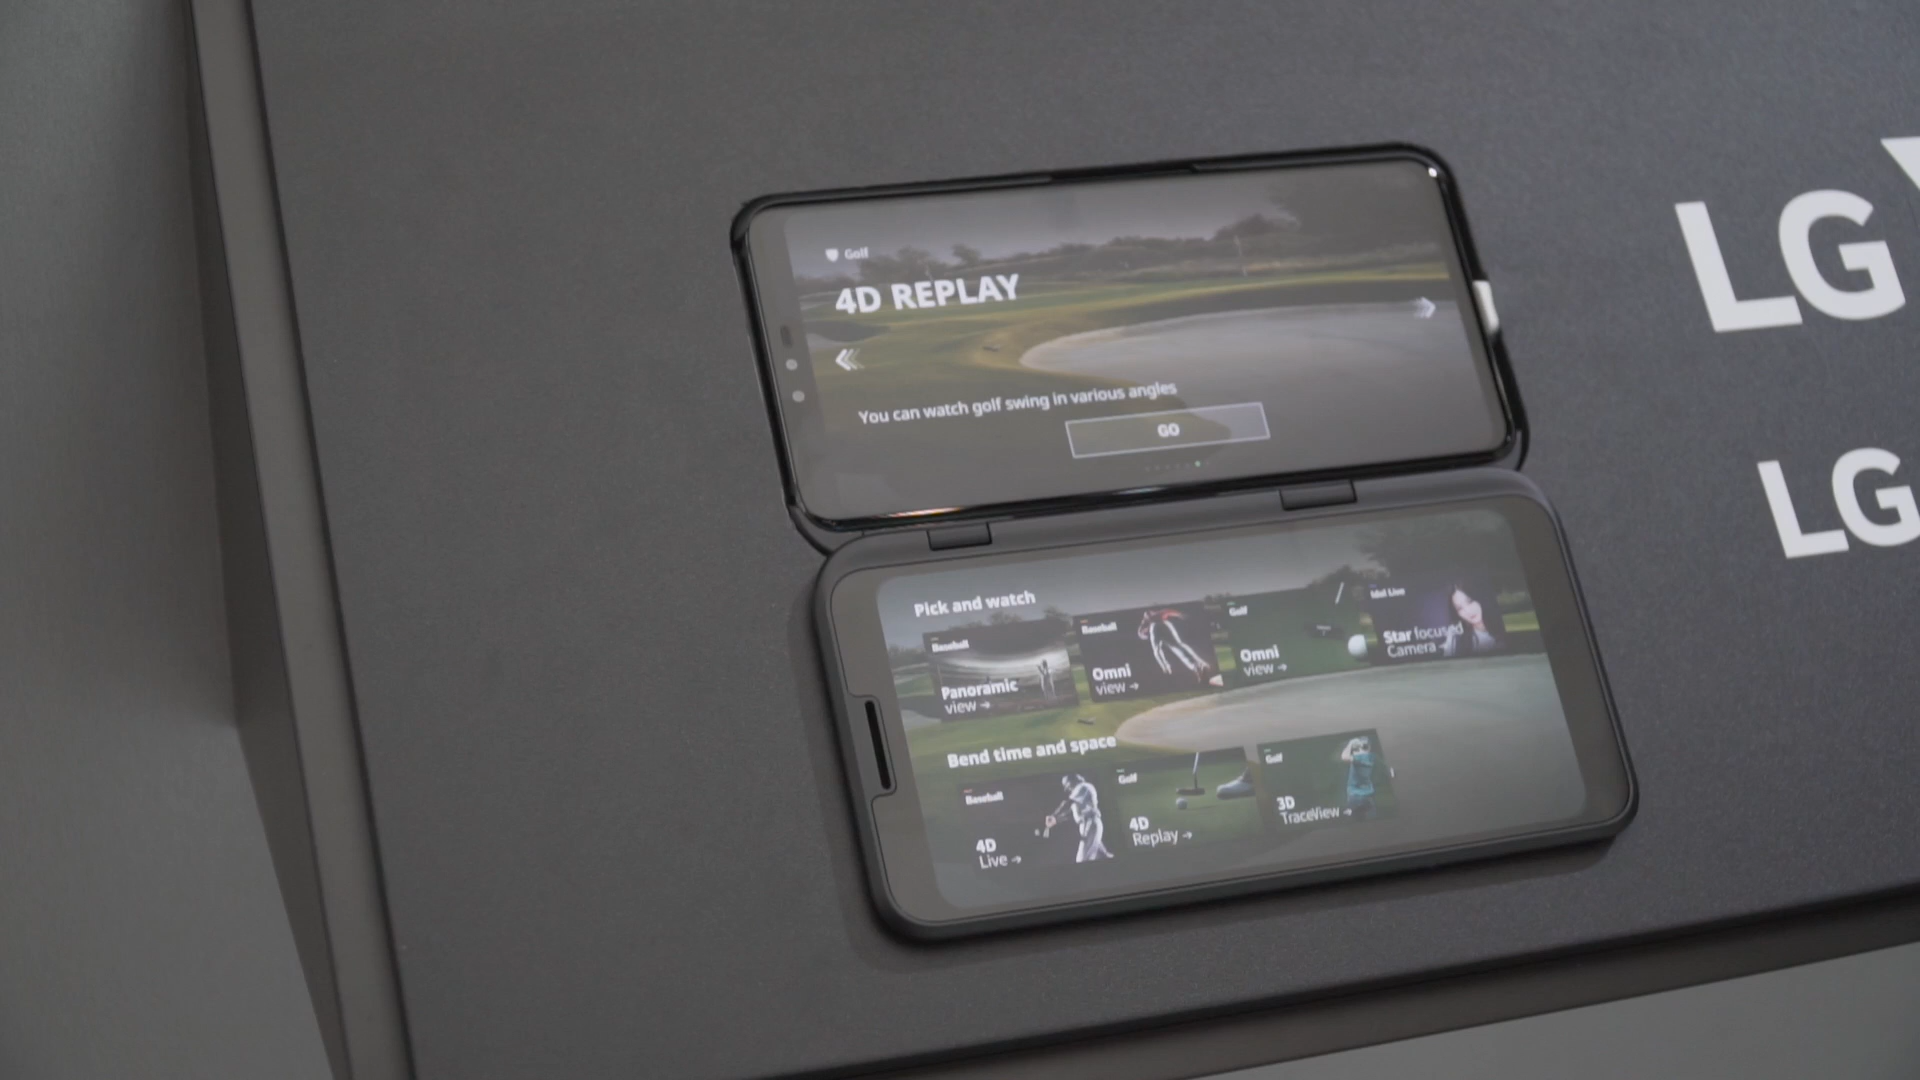 Golf
4D REPLAY
You can watch golf swing in various angles
GO
Pick and watch
Baseball
Panoramic
view →
Baseball
Omni
view →
Golf
Omni
view →
Idol Live
Star focused
Camera →
Bend time and space
Baseball
4D
Live →
Golf
4D
Replay →
Golf
3D
TraceView →
LG
LG